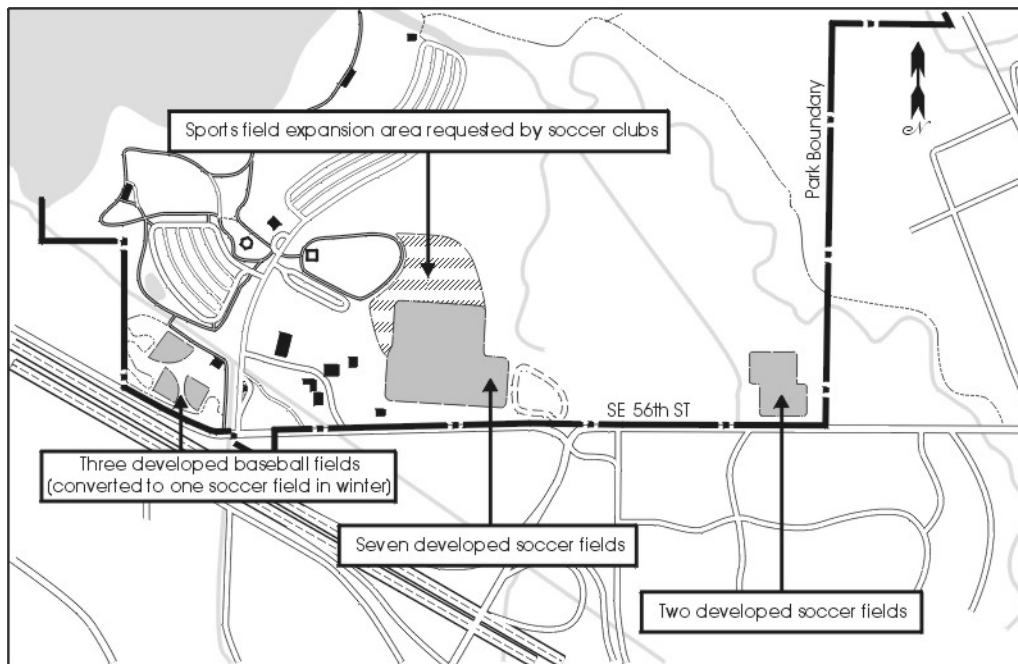 Sports field expansion area requested by soccer clubs
Park Boundary
N
SE 56th ST
Three developed baseball fields
(converted to one soccer field in winter)
Seven developed soccer fields
Two developed soccer fields